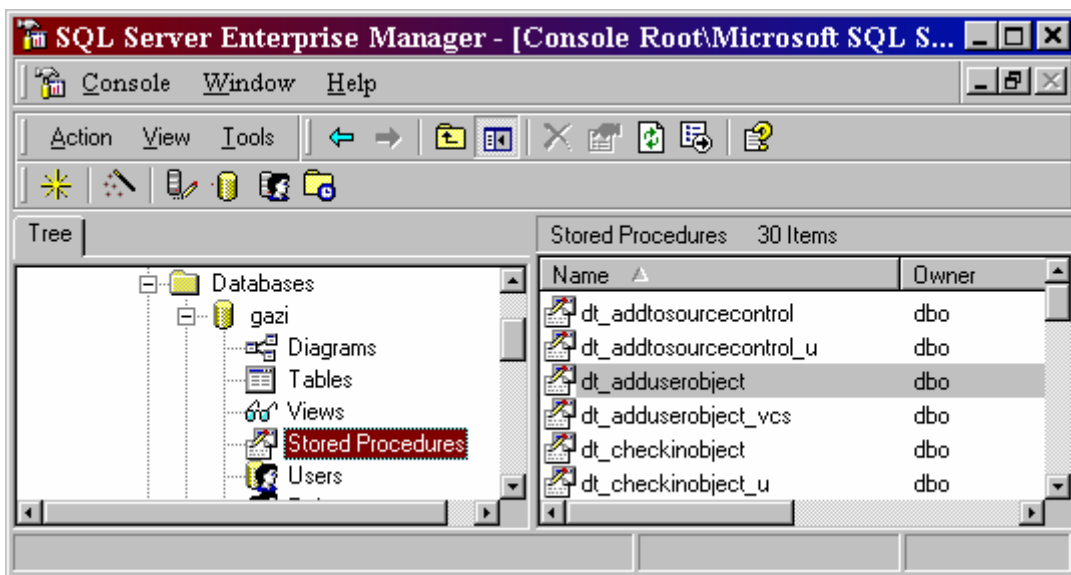 SQL Server Enterprise Manager - [Console Root\Microsoft SQL S...
Console Window Help
Action View Tools
Tree
Stored Procedures 30 Items
Databases
gazi
Diagrams
Tables
Views
Stored Procedures
Users
Name Owner
dt_addtosourcecontrol dbo
dt_addtosourcecontrol_u dbo
dt_adduserobject dbo
dt_adduserobject_vcs dbo
dt_checkinobject dbo
dt_checkinobject_u dbo